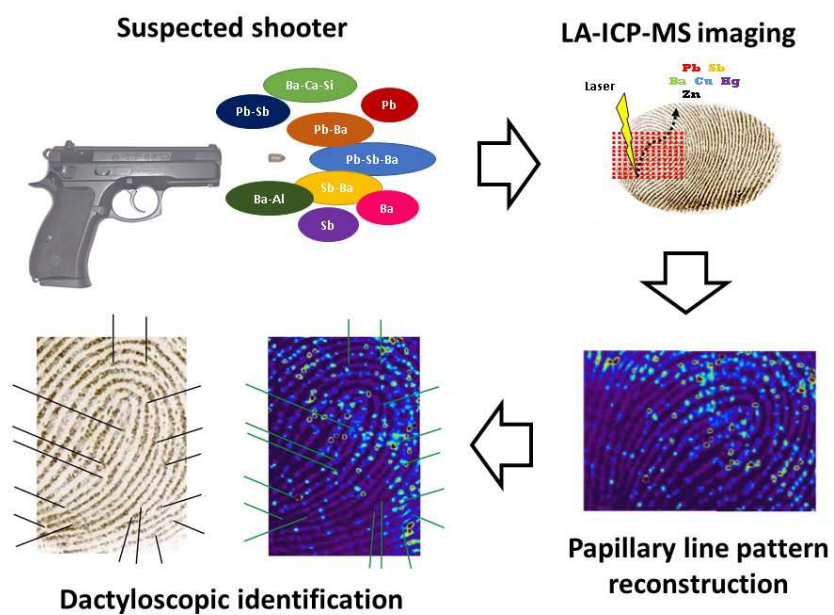 Suspected shooter
Ba-Ca-Si
Pb-Sb
Pb
Pb-Ba
Pb-Sb-Ba
Sb-Ba
Ba-Al
Ba
Sb
LA-ICP-MS imaging
Pb Sb
Ba Cu Hg
Zn
Laser
Papillary line pattern
reconstruction
Dactyloscopic identification